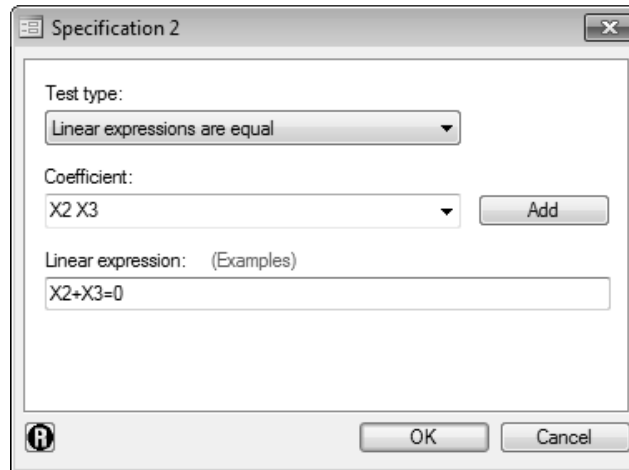 Specification 2
Test type:
Linear expressions are equal
Coefficient:
X2 X3
Add
Linear expression: (Examples)
X2+X3=0
R
OK Cancel